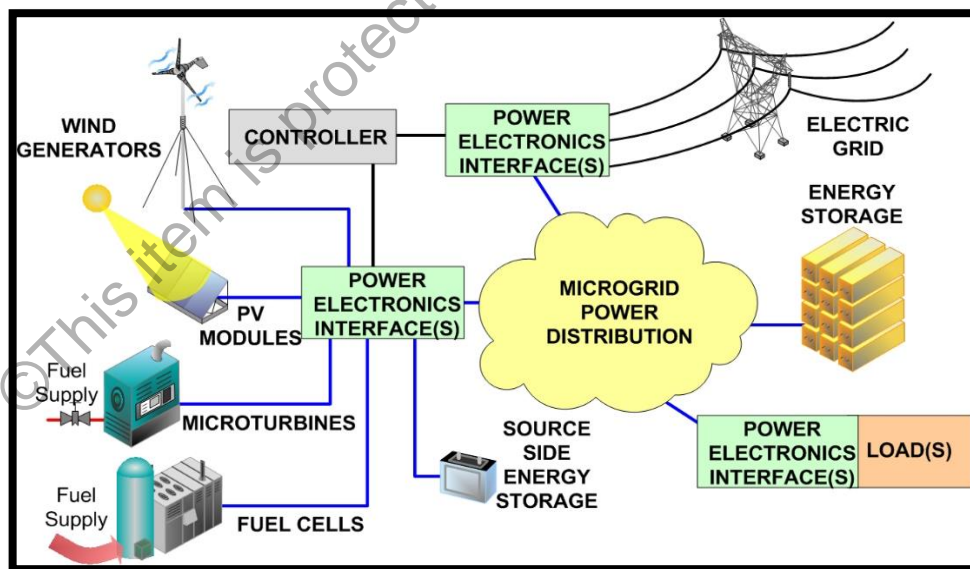 WIND
GENERATORS
CONTROLLER
POWER
ELECTRONICS
INTERFACE(S)
ELECTRIC
GRID
ENERGY
STORAGE
POWER
ELECTRONICS
INTERFACE(S)
MICROGRID
POWER
DISTRIBUTION
PV
MODULES
Fuel
Supply
MICROTURBINES
SOURCE
SIDE
ENERGY
STORAGE
POWER
ELECTRONICS
INTERFACE(S)
LOAD(S)
Fuel
Supply
FUEL CELLS
©This item is protec